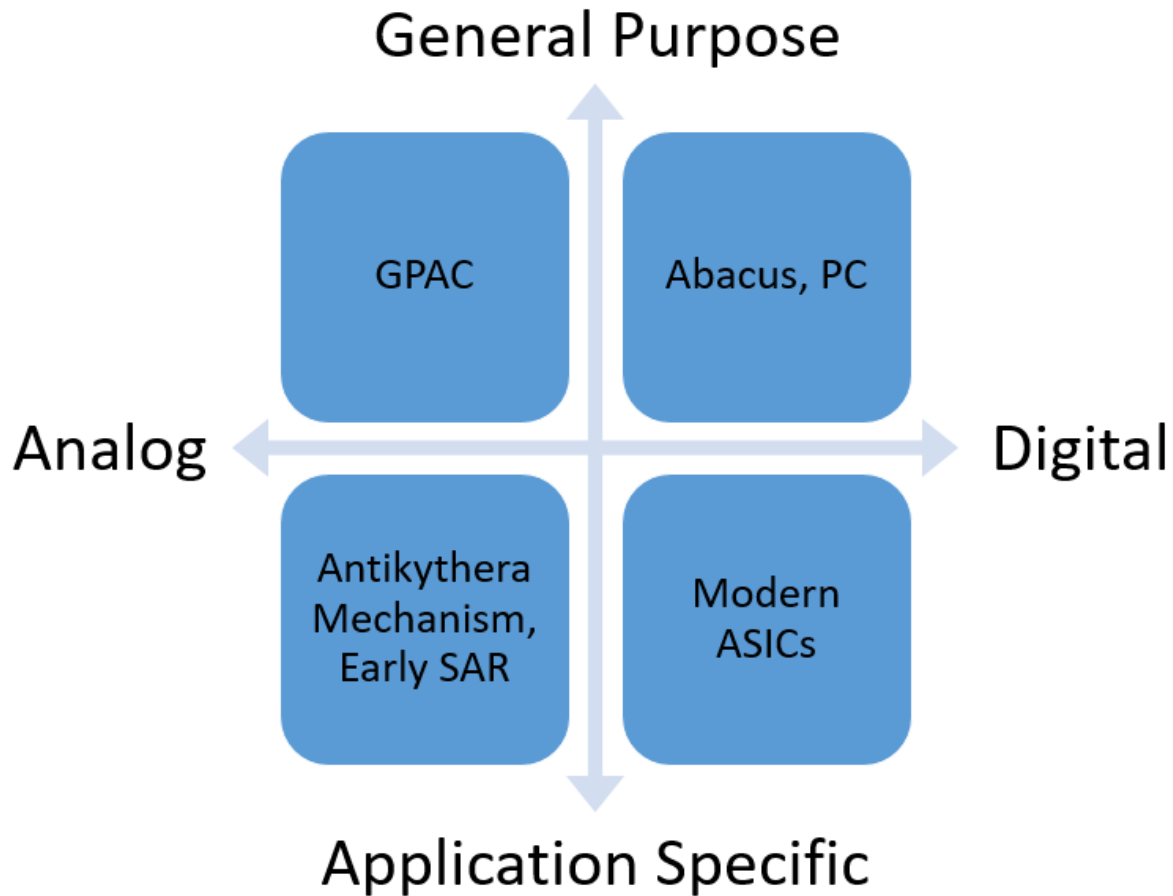 General Purpose
GPAC
Abacus, PC
Analog
Digital
Antikythera
Mechanism,
Early SAR
Modern
ASICs
Application Specific